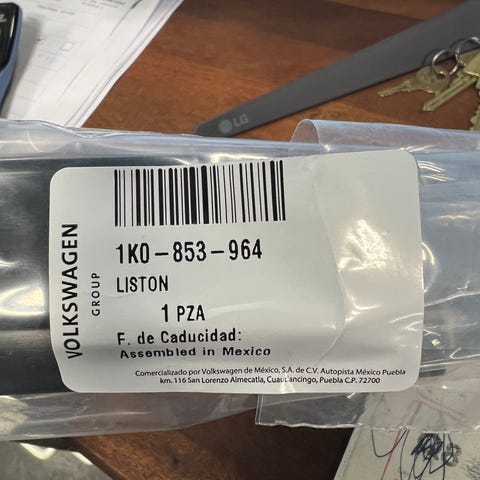 LG
VOLKSWAGEN
GROUP
1K0-853-964
LISTON
1 PZA
F. de Caducidad:
Assembled in Mexico
Comercializado por Volkswagen de México, S.A. de C.V. Autopista México Puebla
km. 116 San Lorenzo Almecatla, Cuautlancingo, Puebla C.P. 72700